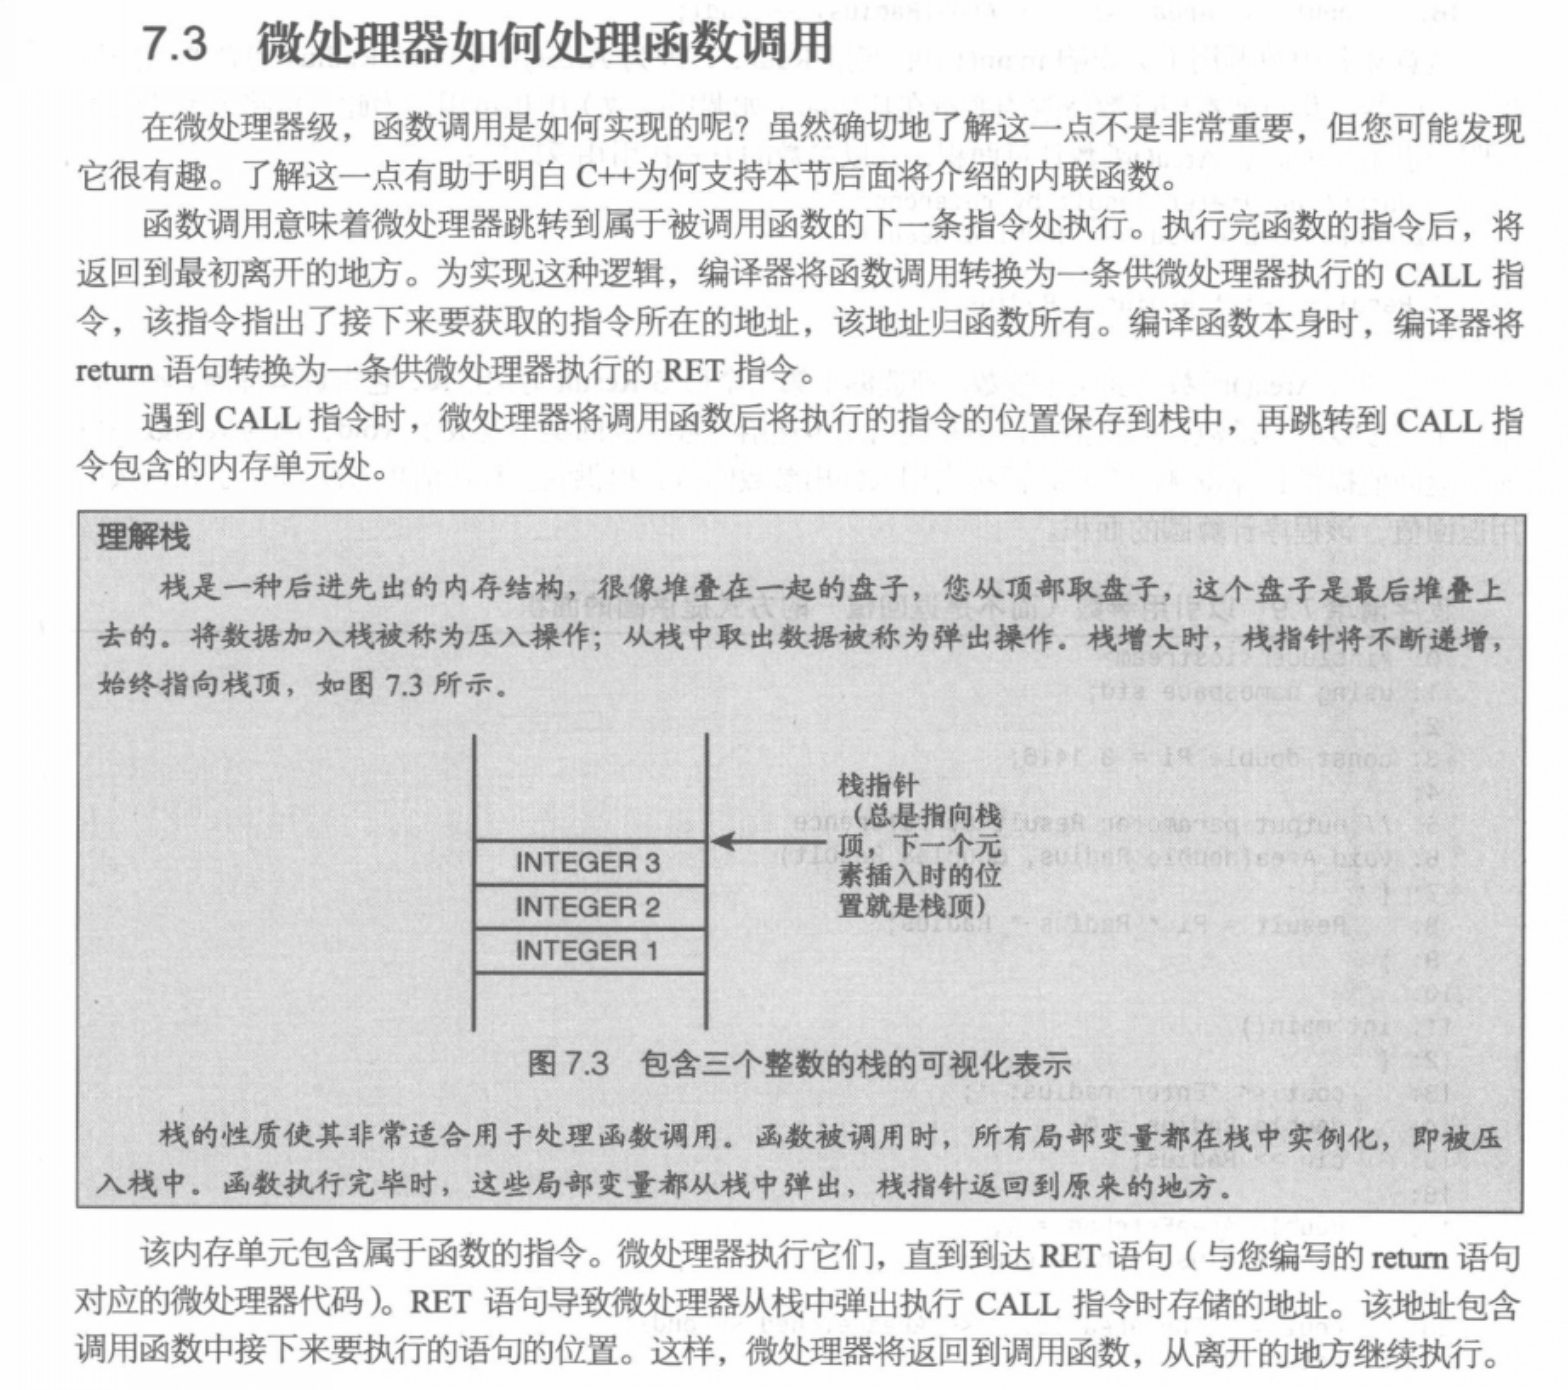 7.3 微处理器如何处理函数调用
在微处理器级，函数调用是如何实现的呢？虽然确切地了解这一点不是非常重要，但您可能发现
它很有趣。了解这一点有助于明白 C++为何支持本节后面将介绍的内联函数。
函数调用意味着微处理器跳转到属于被调用函数的下一条指令处执行。执行完函数的指令后，将
返回到最初离开的地方。为实现这种逻辑，编译器将函数调用转换为一条供微处理器执行的 CALL 指
令，该指令指出了接下来要获取的指令所在的地址，该地址归函数所有。编译函数本身时，编译器将
return 语句转换为一条供微处理器执行的 RET 指令。
遇到 CALL 指令时，微处理器将调用函数后将执行的指令的位置保存到栈中，再跳转到 CALL 指
令包含的内存单元处。
理解栈
栈是一种后进先出的内存结构，很像堆叠在一起的盘子，您从顶部取盘子，这个盘子是最后堆叠上
去的。将数据加入栈被称为压入操作；从栈中取出数据被称为弹出操作。栈增大时，栈指针将不断递增，
始终指向栈顶，如图 7.3 所示。
栈指针
（总是指向栈
顶，下一个元
素插入时的位
置就是栈顶）
INTEGER 3
INTEGER 2
INTEGER 1
图 7.3 包含三个整数的栈的可视化表示
栈的性质使其非常适合用于处理函数调用。函数被调用时，所有局部变量都在栈中实例化，即被压
入栈中。函数执行完毕时，这些局部变量都从栈中弹出，栈指针返回到原来的地方。
该内存单元包含属于函数的指令。微处理器执行它们，直到到达 RET 语句（与您编写的 return 语句
对应的微处理器代码）。RET 语句导致微处理器从栈中弹出执行 CALL 指令时存储的地址。该地址包含
调用函数中接下来要执行的语句的位置。这样，微处理器将返回到调用函数，从离开的地方继续执行。